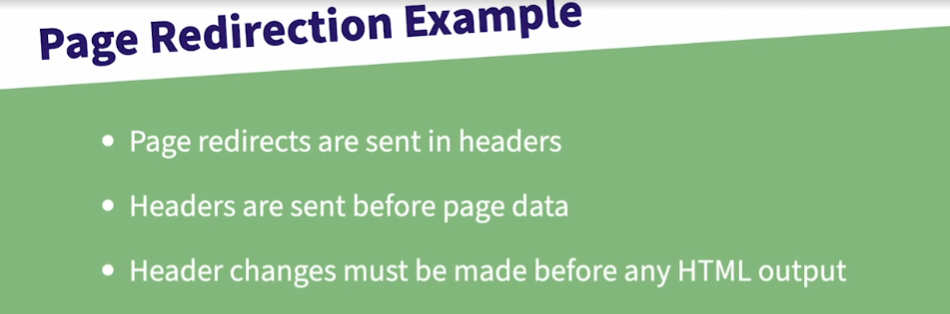 Page Redirection Example
Page redirects are sent in headers
Headers are sent before page data
Header changes must be made before any HTML output